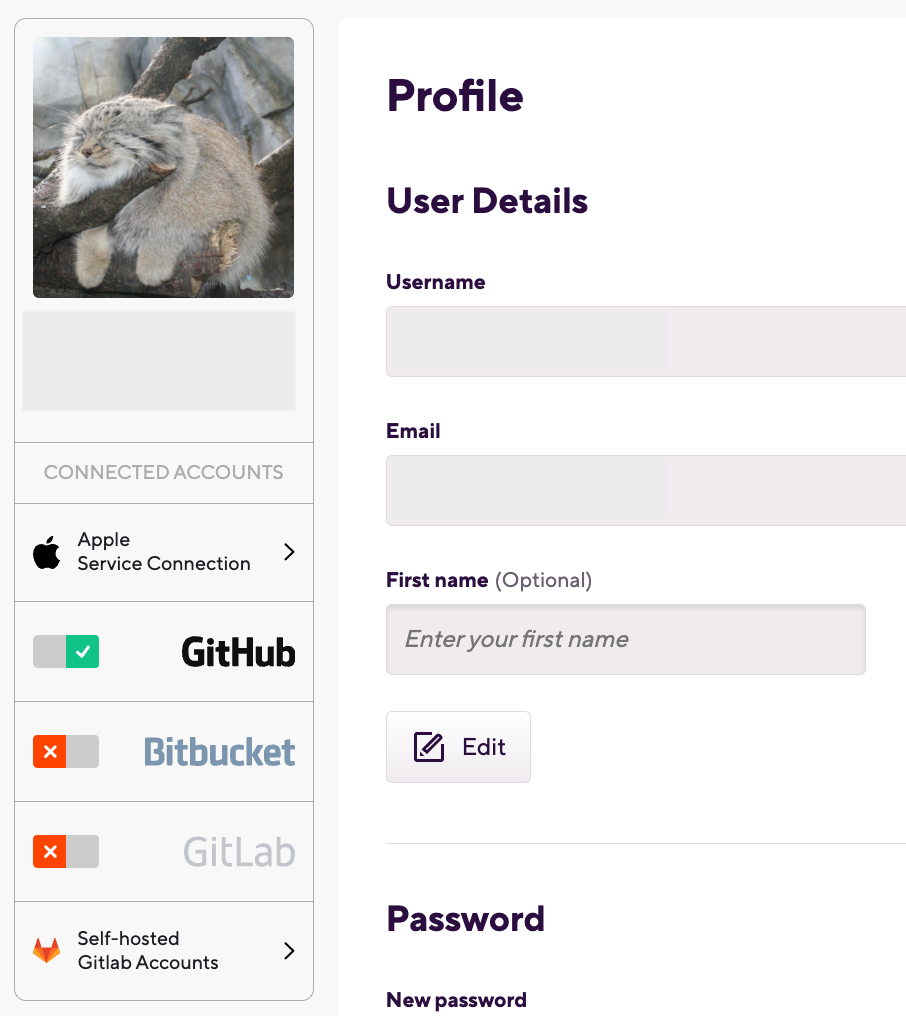 CONNECTED ACCOUNTS
Apple
Service Connection
GitHub
Bitbucket
GitLab
Self-hosted
Gitlab Accounts
Profile
User Details
Username
Email
First name (Optional)
Enter your first name
Edit
Password
New password